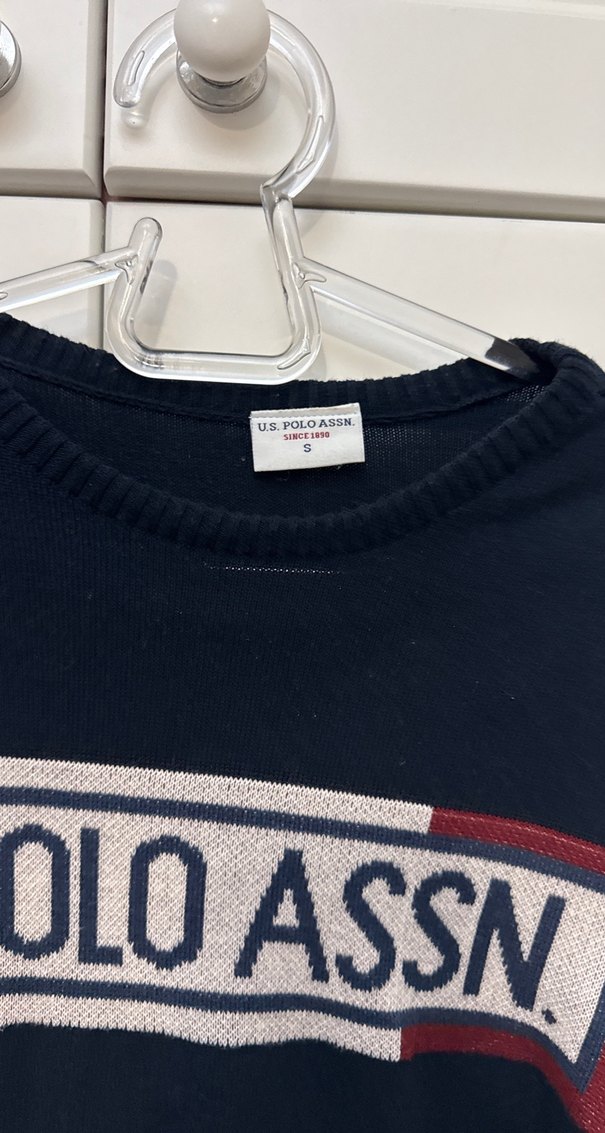 U.S. POLO ASSN.
SINCE 1890
S
OLO ASSN.